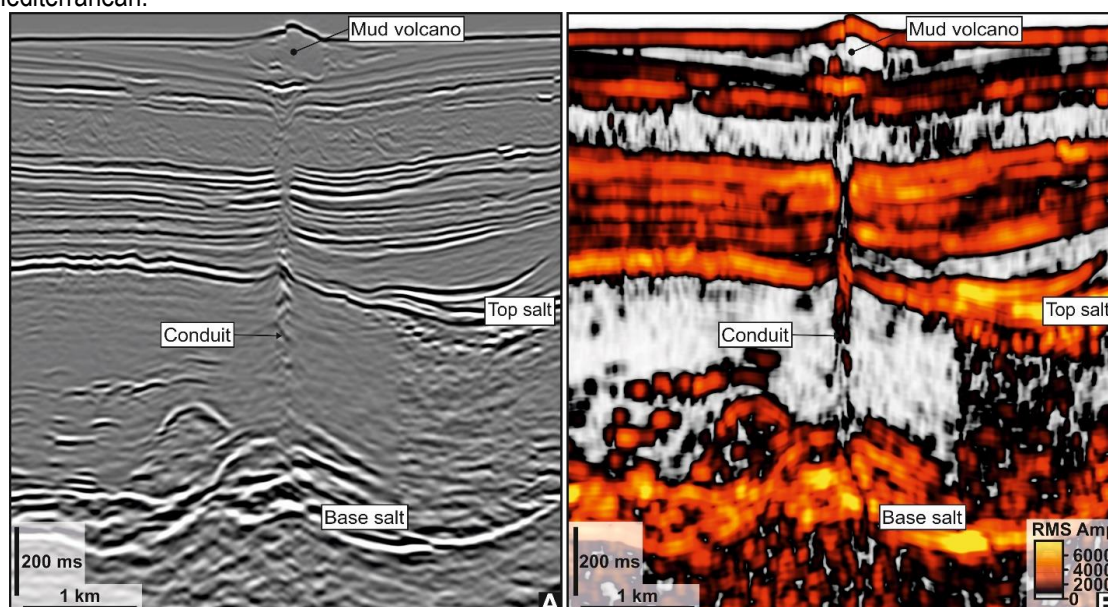 Mud volcano
Conduit
Top salt
Base salt
200 ms
1 km
A
Mud volcano
Conduit
Top salt
Base salt
200 ms
1 km
RMS Amp
6000
4000
0